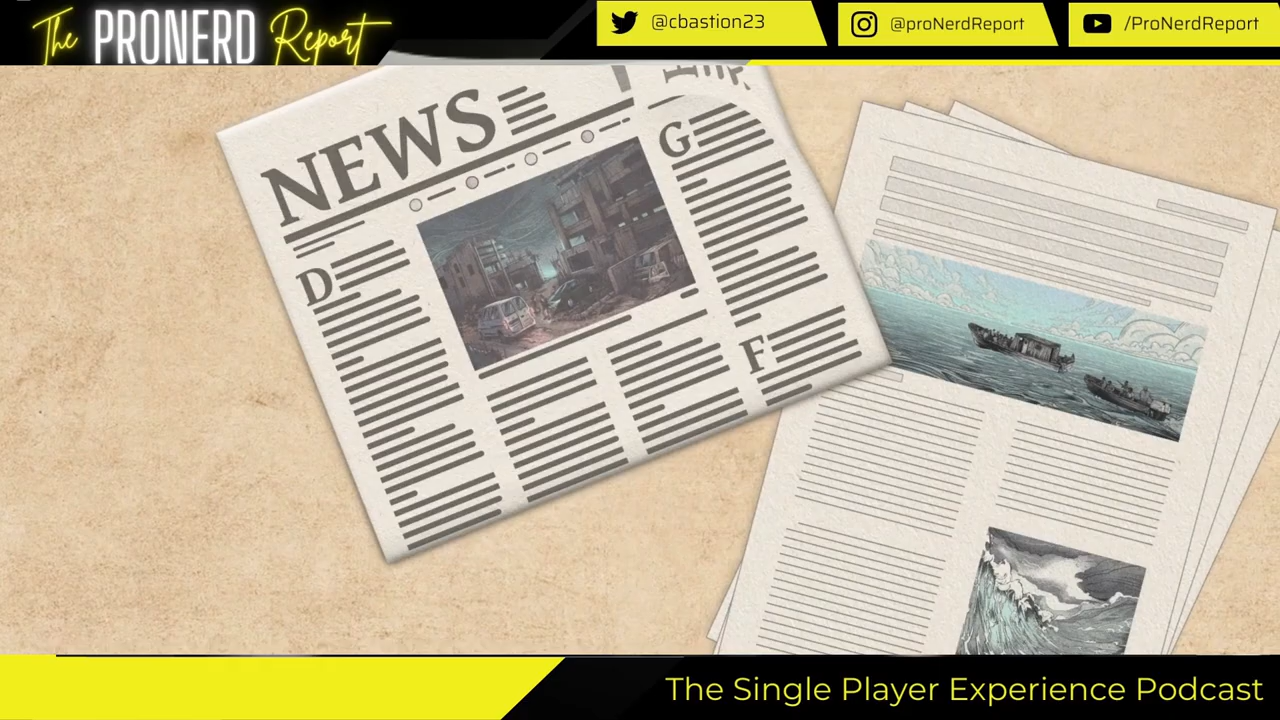 The PRONERD Report
@cbastion23
@proNerdReport
/ProNerdReport
NEWS
G
D
F
The Single Player Experience Podcast